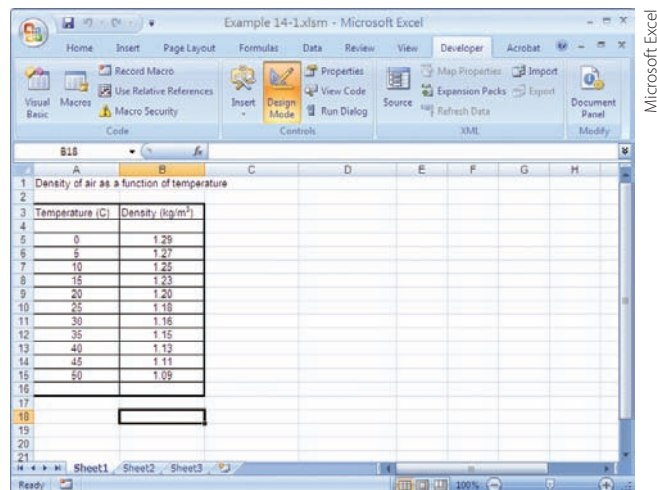 Example 14-1.xlsm - Microsoft Excel
Home Insert Page Layout Formulas Data Review View Developer Acrobat
Visual Basic
Macros
Record Macro
Use Relative References
Macro Security
Code
Insert
Design Mode
Properties
View Code
Run Dialog
Controls
Source
Map Properties
Expansion Packs
Refresh Data
Import
Export
XML
Document Panel
Modify
B18 fx
A B C D E F G H
1 Density of air as a function of temperature
2
3 Temperature (C) Density (kg/m³)
4
5 0 1.29
6 5 1.27
7 10 1.25
8 15 1.23
9 20 1.20
10 25 1.18
11 30 1.16
12 35 1.15
13 40 1.13
14 45 1.11
15 50 1.09
16
17
18
19
20
21
Sheet1 Sheet2 Sheet3
Ready 100%
Microsoft Excel